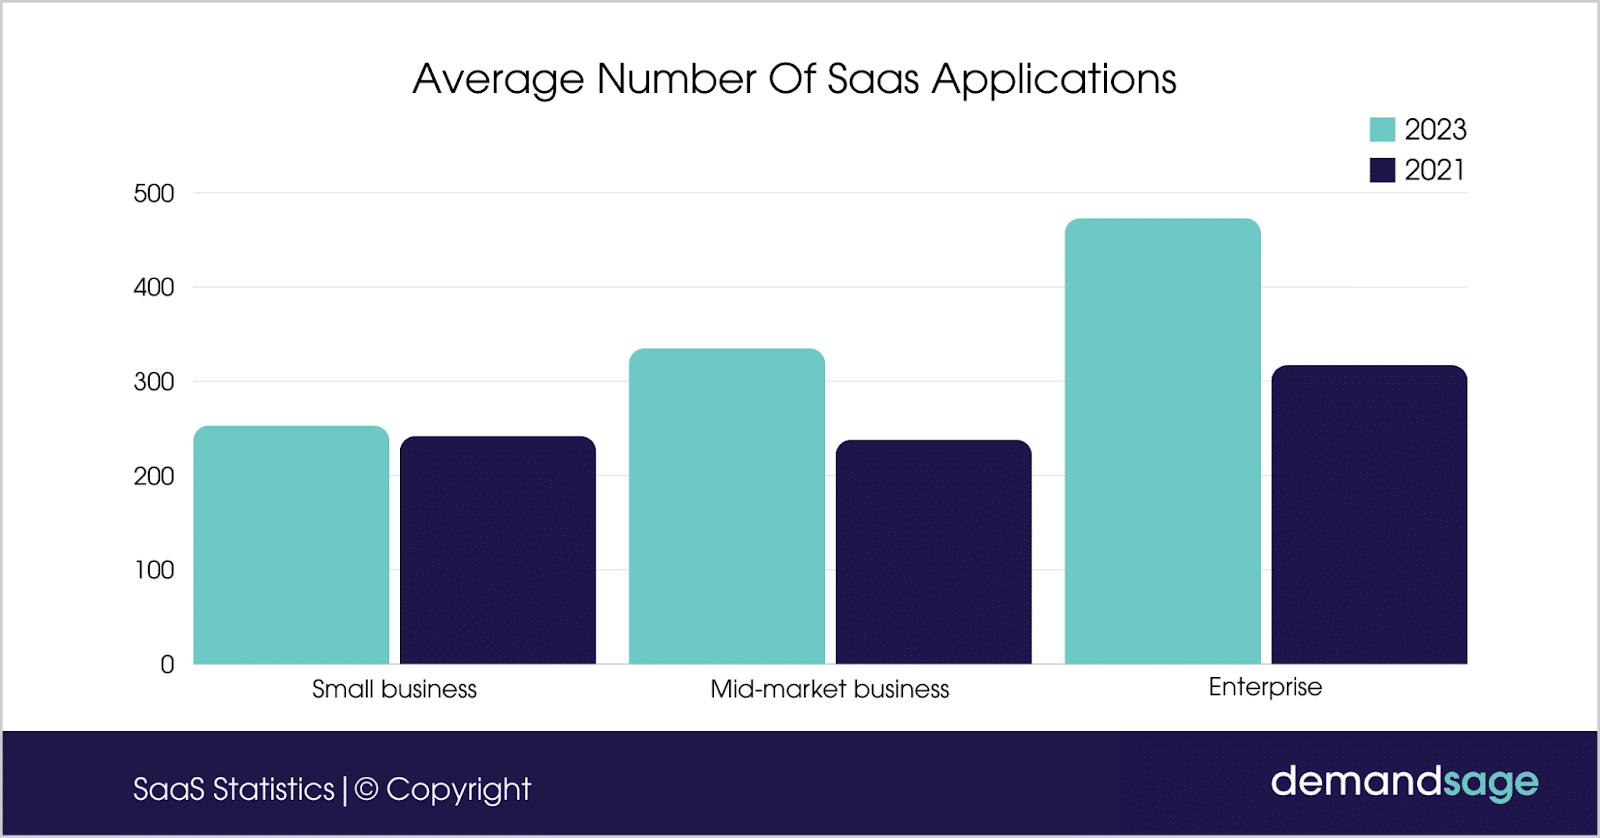 Average Number Of Saas Applications
2023
2021
500
400
300
200
100
0
Small business
Mid-market business
Enterprise
SaaS Statistics | © Copyright
demandsage